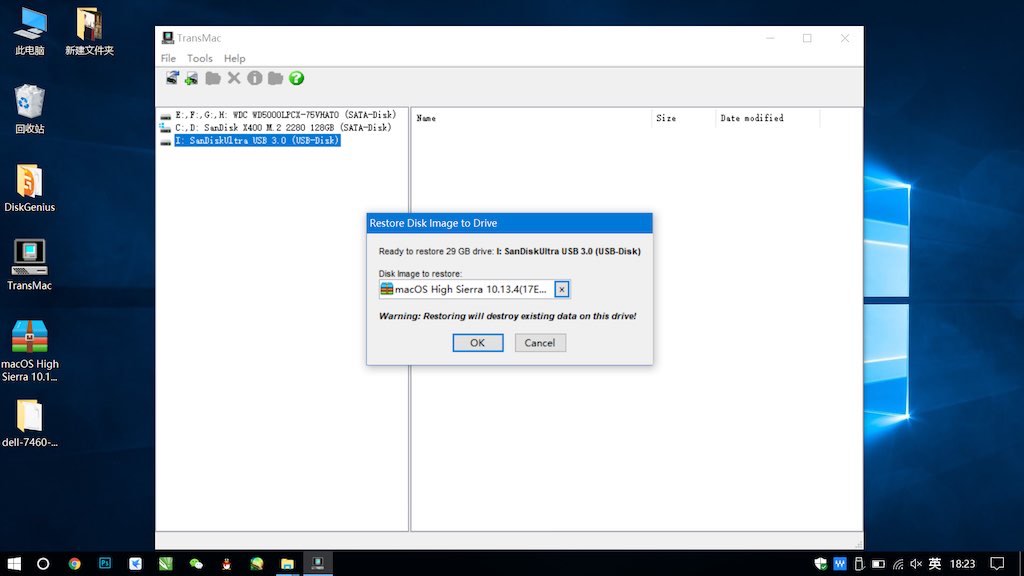 此电脑
新建文件夹
回收站
DiskGenius
TransMac
macOS High
Sierra 10.1...
dell-7460-...
TransMac
File Tools Help
E:,F:,G:,H: WDC WD5000LPCX-75VHAT0 (SATA-Disk)
C:,D: SanDisk X400 M.2 2280 128GB (SATA-Disk)
I: SanDiskUltra USB 3.0 (USB-Disk)
Name Size Date modified
Restore Disk Image to Drive
Ready to restore 29 GB drive: I: SanDiskUltra USB 3.0 (USB-Disk)
Disk Image to restore:
macOS High Sierra 10.13.4(17E...
Warning: Restoring will destroy existing data on this drive!
OK Cancel
英 18:23